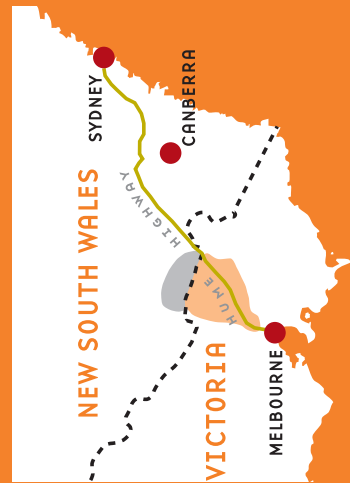 SYDNEY
CANBERRA
NEW SOUTH WALES
HUME HIGHWAY
VICTORIA
MELBOURNE